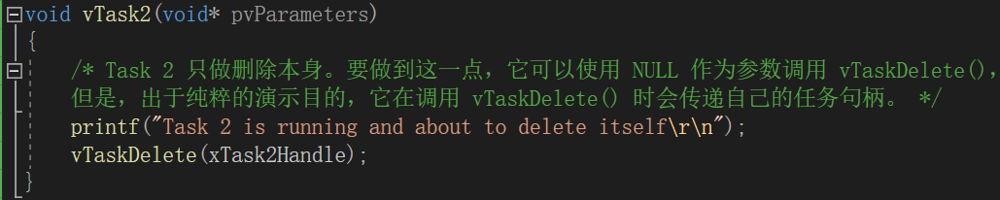 void vTask2(void* pvParameters)
{
/* Task 2 只做删除本身。要做到这一点，它可以使用 NULL 作为参数调用 vTaskDelete()，
但是，出于纯粹的演示目的，它在调用 vTaskDelete() 时会传递自己的任务句柄。 */
printf("Task 2 is running and about to delete itself\r\n");
vTaskDelete(xTask2Handle);
}